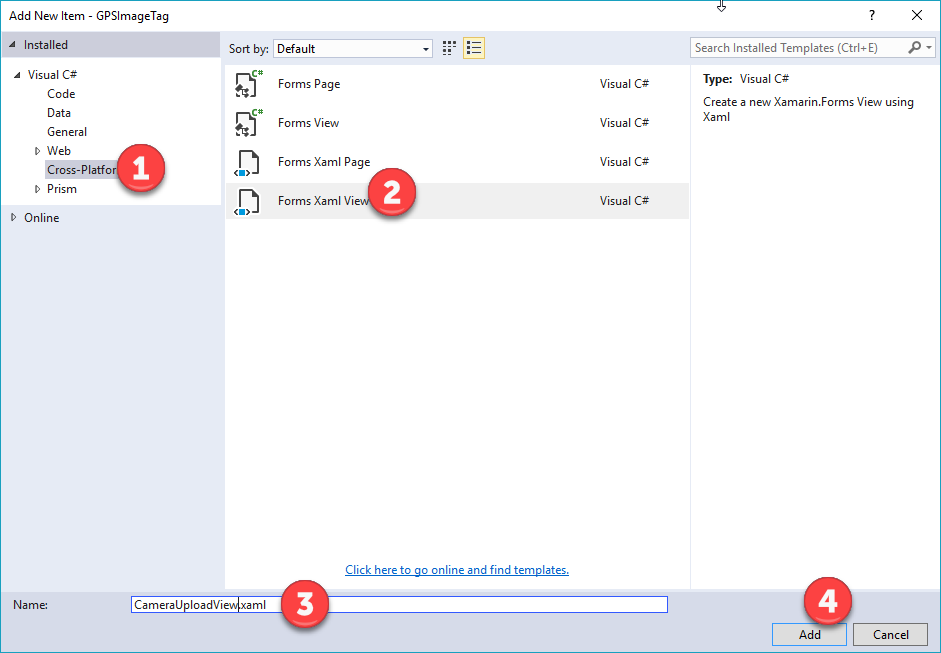 Add New Item - GPSImageTag
?
Installed
Sort by: Default
Search Installed Templates (Ctrl+E)
Visual C#
Code
Data
General
Web
Cross-Platfor
Prism
Online
1
C# Forms Page Visual C#
C# Forms View Visual C#
Forms Xaml Page Visual C#
Forms Xaml View Visual C#
2
Type: Visual C#
Create a new Xamarin.Forms View using
Xaml
Click here to go online and find templates.
Name: CameraUploadView.xaml
3
4
Add Cancel